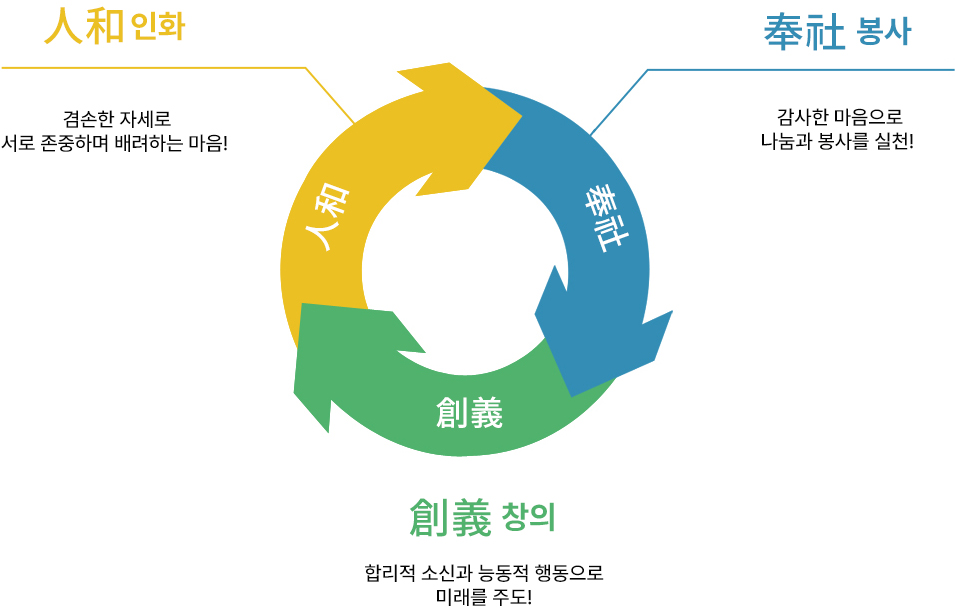 人和 인화
겸손한 자세로
서로 존중하며 배려하는 마음!
奉社 봉사
감사한 마음으로
나눔과 봉사를 실천!
人和
奉社
創義
創義 창의
합리적 소신과 능동적 행동으로
미래를 주도!